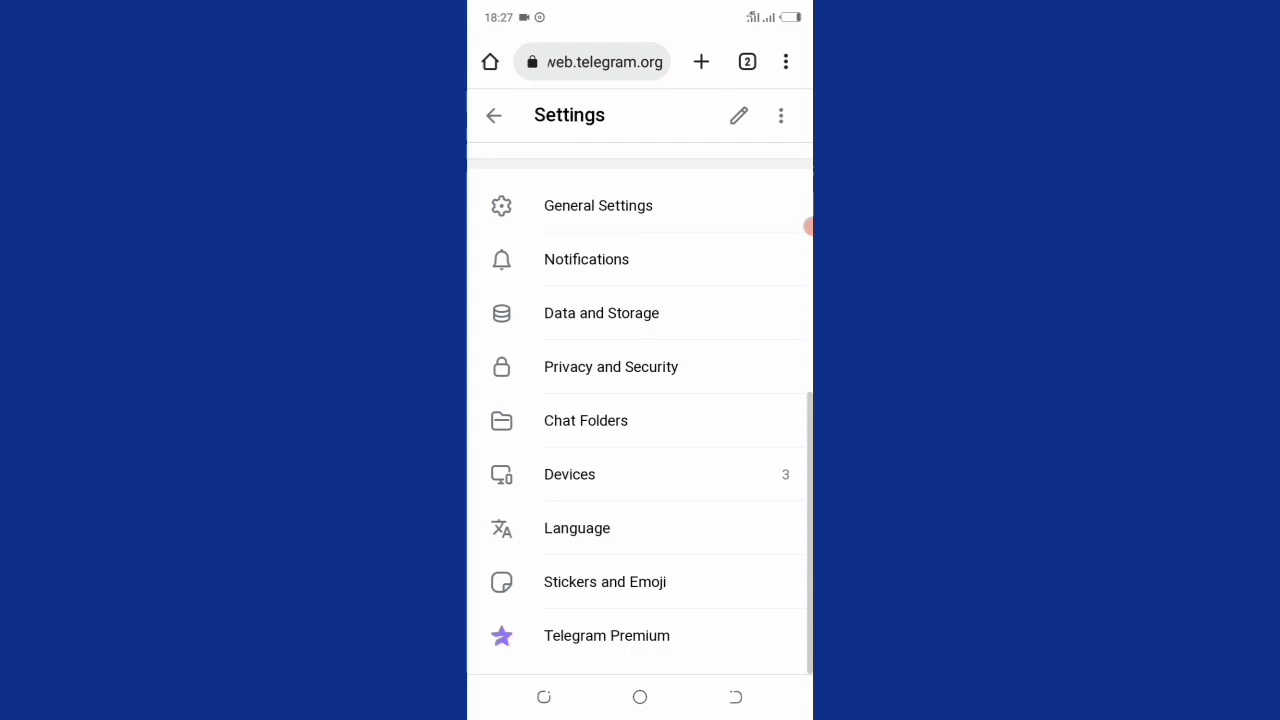 18:27
web.telegram.org
2
Settings
General Settings
Notifications
Data and Storage
Privacy and Security
Chat Folders
Devices 3
Language
Stickers and Emoji
Telegram Premium